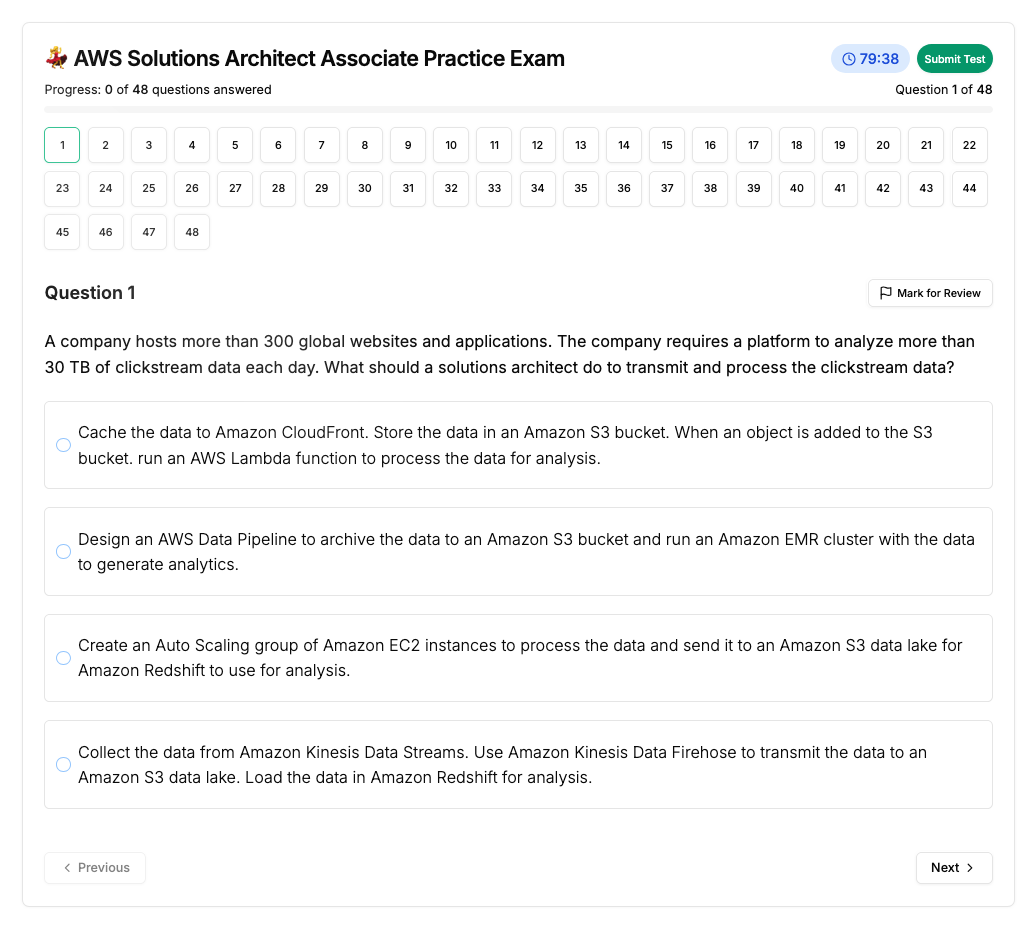 💃 AWS Solutions Architect Associate Practice Exam
79:38
Submit Test
Progress: 0 of 48 questions answered
Question 1 of 48
1 2 3 4 5 6 7 8 9 10 11 12 13 14 15 16 17 18 19 20 21 22
23 24 25 26 27 28 29 30 31 32 33 34 35 36 37 38 39 40 41 42 43 44
45 46 47 48
Question 1
Mark for Review
A company hosts more than 300 global websites and applications. The company requires a platform to analyze more than
30 TB of clickstream data each day. What should a solutions architect do to transmit and process the clickstream data?
Cache the data to Amazon CloudFront. Store the data in an Amazon S3 bucket. When an object is added to the S3
bucket. run an AWS Lambda function to process the data for analysis.
Design an AWS Data Pipeline to archive the data to an Amazon S3 bucket and run an Amazon EMR cluster with the data
to generate analytics.
Create an Auto Scaling group of Amazon EC2 instances to process the data and send it to an Amazon S3 data lake for
Amazon Redshift to use for analysis.
Collect the data from Amazon Kinesis Data Streams. Use Amazon Kinesis Data Firehose to transmit the data to an
Amazon S3 data lake. Load the data in Amazon Redshift for analysis.
Previous
Next